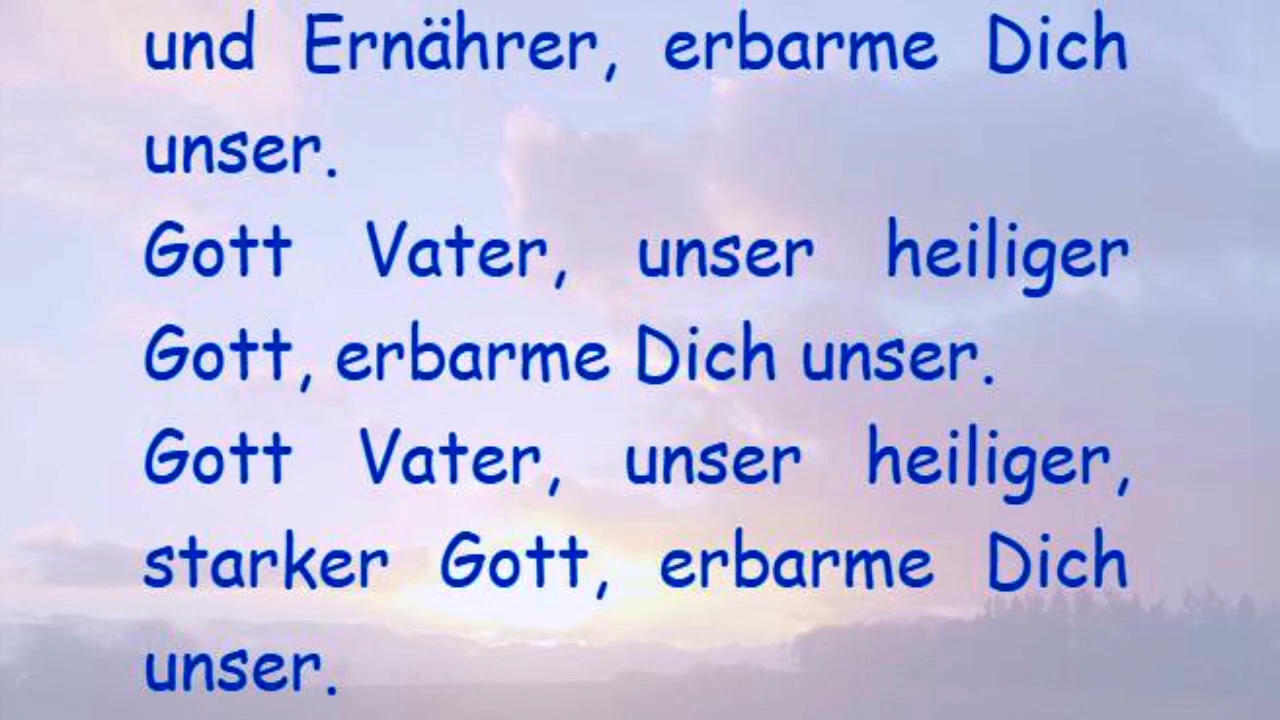 und Ernährer, erbarme Dich
unser.
Gott Vater, unser heiliger
Gott, erbarme Dich unser.
Gott Vater, unser heiliger,
starker Gott, erbarme Dich
unser.